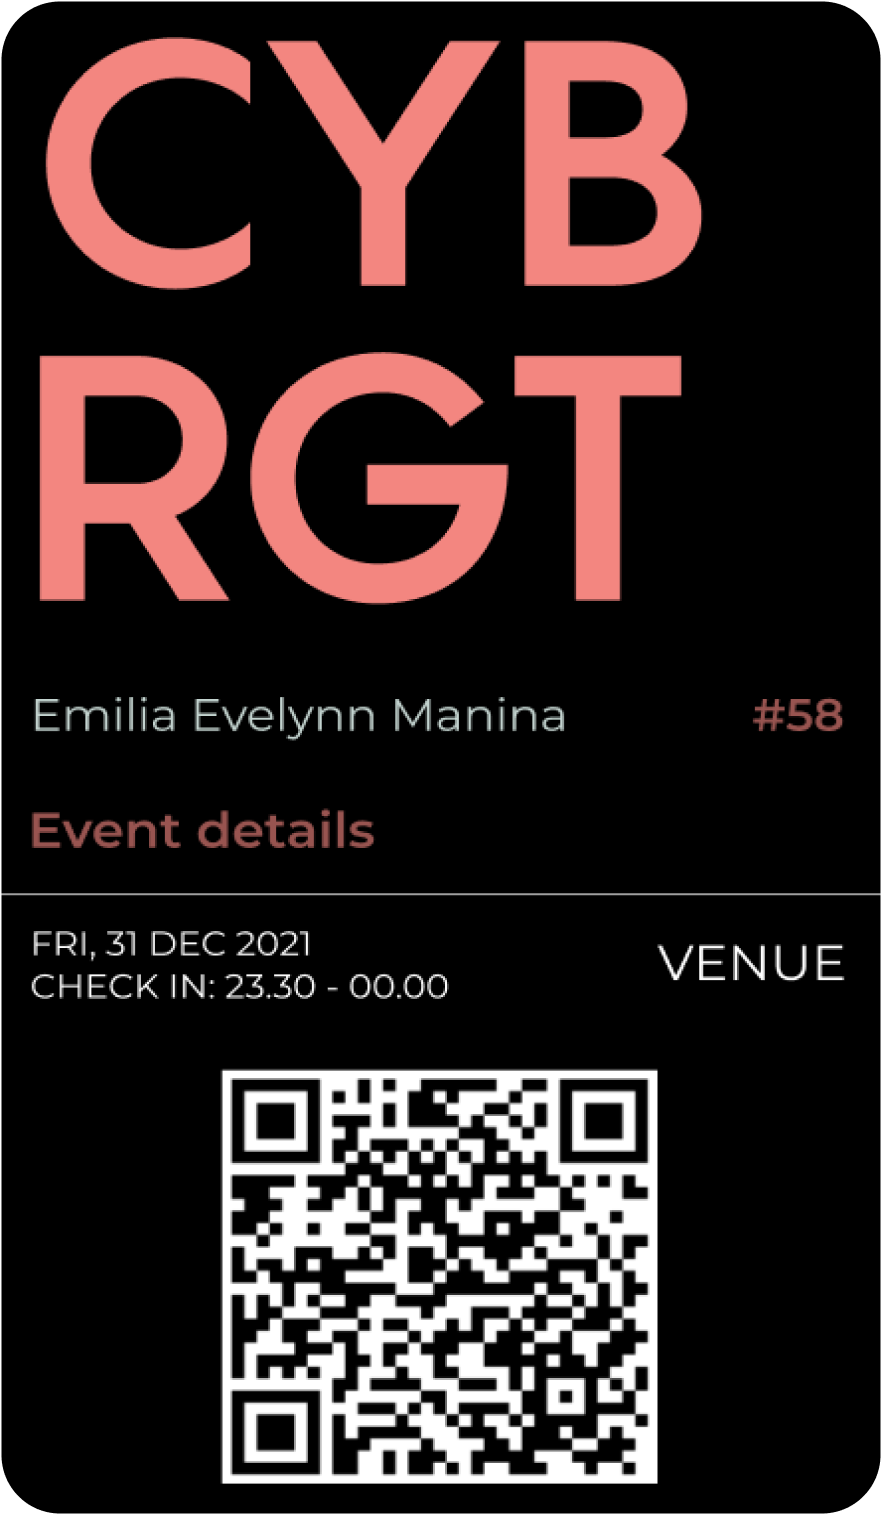 CYB
RGT
Emilia Evelynn Manina #58
Event details
FRI, 31 DEC 2021
CHECK IN: 23.30 - 00.00
VENUE